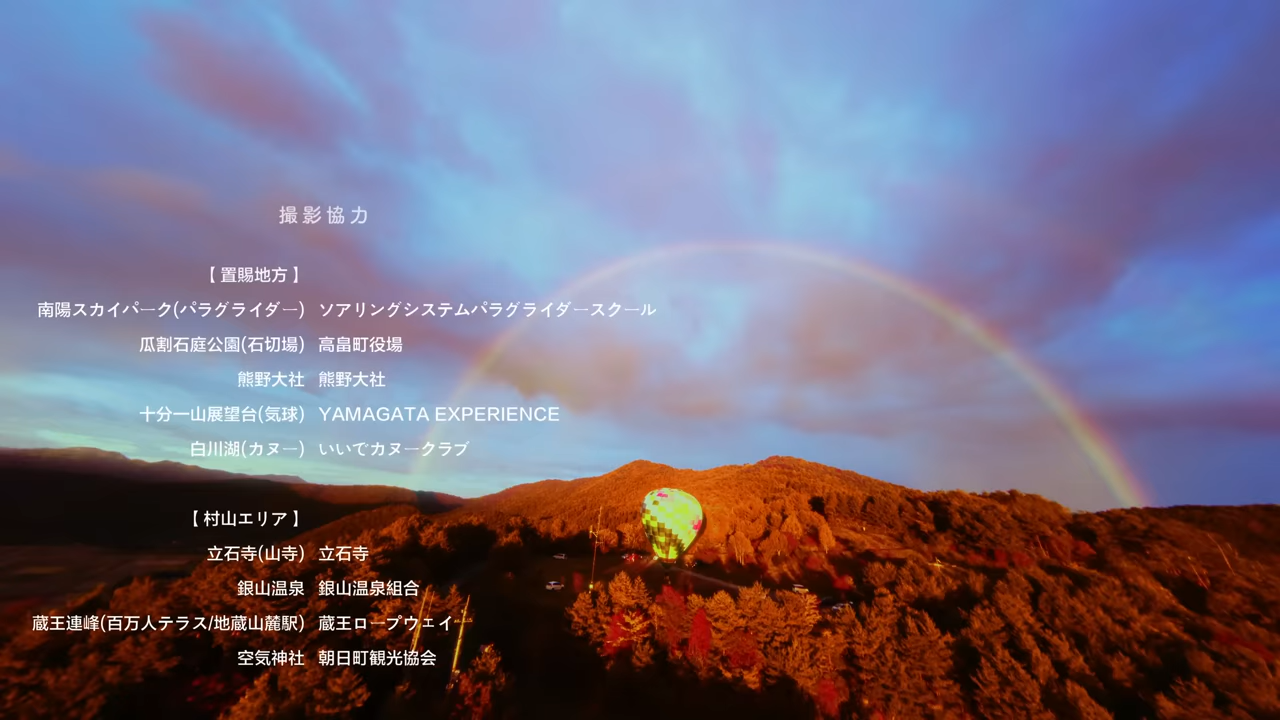 撮影協力
【置賜地方】
南陽スカイパーク(パラグライダー) ソアリングシステムパラグライダースクール
瓜割石庭公園(石切場) 高畠町役場
熊野大社 熊野大社
十分一山展望台(気球) YAMAGATA EXPERIENCE
白川湖(カヌー) いいでカヌークラブ
【村山エリア】
立石寺(山寺) 立石寺
銀山温泉 銀山温泉組合
蔵王連峰(百万人テラス/地蔵山麓駅) 蔵王ロープウェイ
空気神社 朝日町観光協会